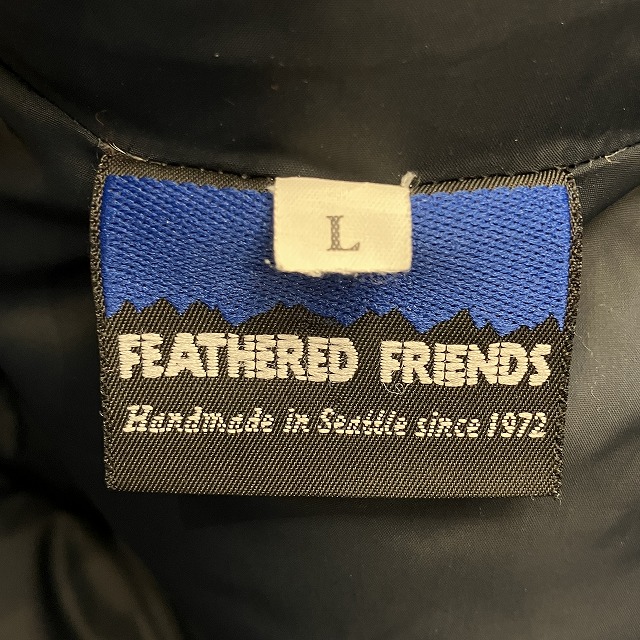 L
FEATHERED FRIENDS
Handmade in Seattle since 1972